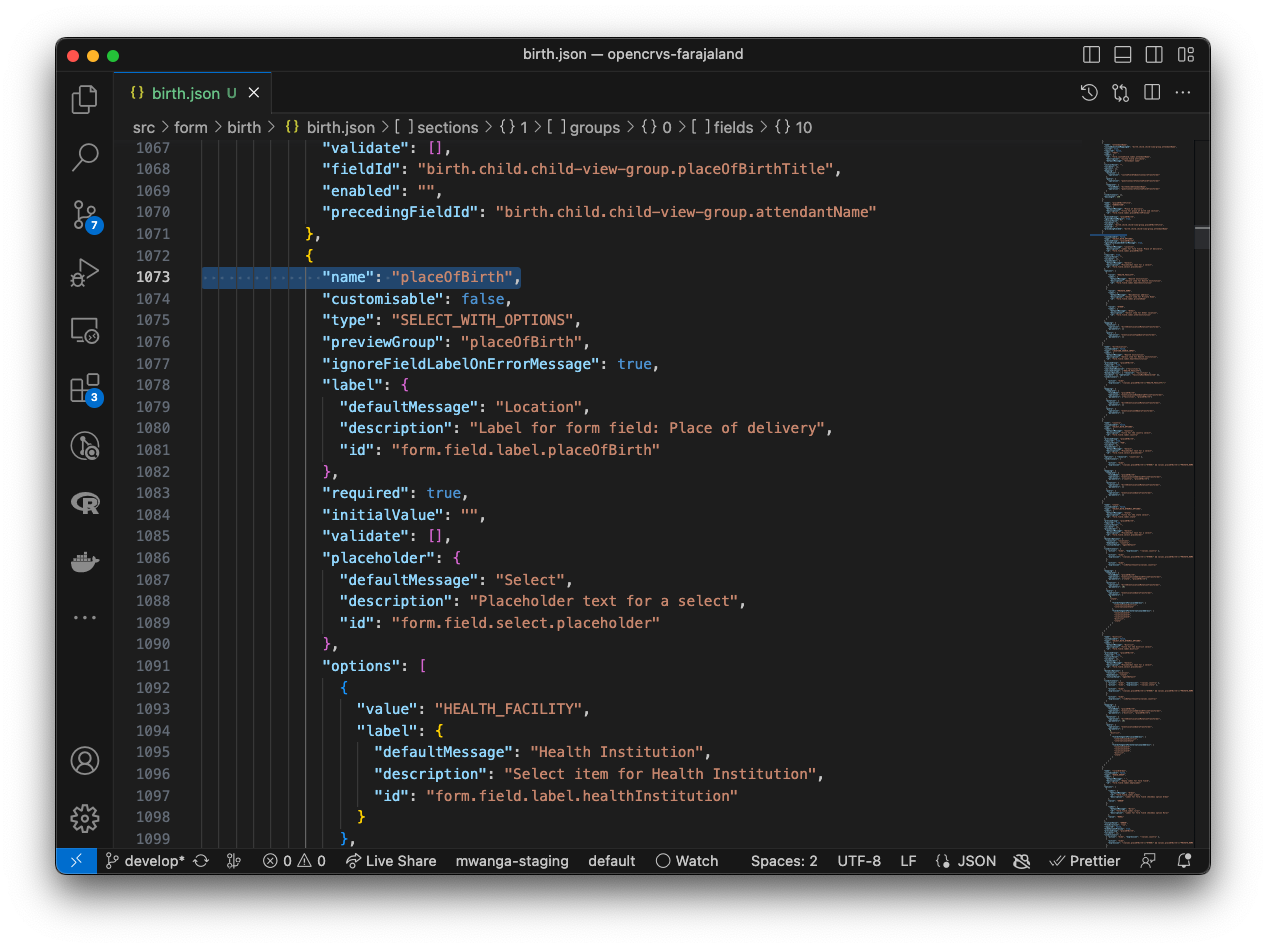 birth.json — opencrvs-farajaland
{} birth.json U
src > form > birth > {} birth.json > [ ] sections > {} 1 > [ ] groups > {} 0 > [ ] fields > {} 10
1067 "validate": [],
1068 "fieldId": "birth.child.child-view-group.placeOfBirthTitle",
1069 "enabled": "",
1070 "precedingFieldId": "birth.child.child-view-group.attendantName"
1071 },
1072 {
1073 "name": "placeOfBirth",
1074 "customisable": false,
1075 "type": "SELECT_WITH_OPTIONS",
1076 "previewGroup": "placeOfBirth",
1077 "ignoreFieldLabelOnErrorMessage": true,
1078 "label": {
1079 "defaultMessage": "Location",
1080 "description": "Label for form field: Place of delivery",
1081 "id": "form.field.label.placeOfBirth"
1082 },
1083 "required": true,
1084 "initialValue": "",
1085 "validate": [],
1086 "placeholder": {
1087 "defaultMessage": "Select",
1088 "description": "Placeholder text for a select",
1089 "id": "form.field.select.placeholder"
1090 },
1091 "options": [
1092 {
1093 "value": "HEALTH_FACILITY",
1094 "label": {
1095 "defaultMessage": "Health Institution",
1096 "description": "Select item for Health Institution",
1097 "id": "form.field.label.healthInstitution"
1098 }
1099 },
7
3
R
develop* 0 0 Live Share mwanga-staging default Watch Spaces: 2 UTF-8 LF {} JSON Prettier